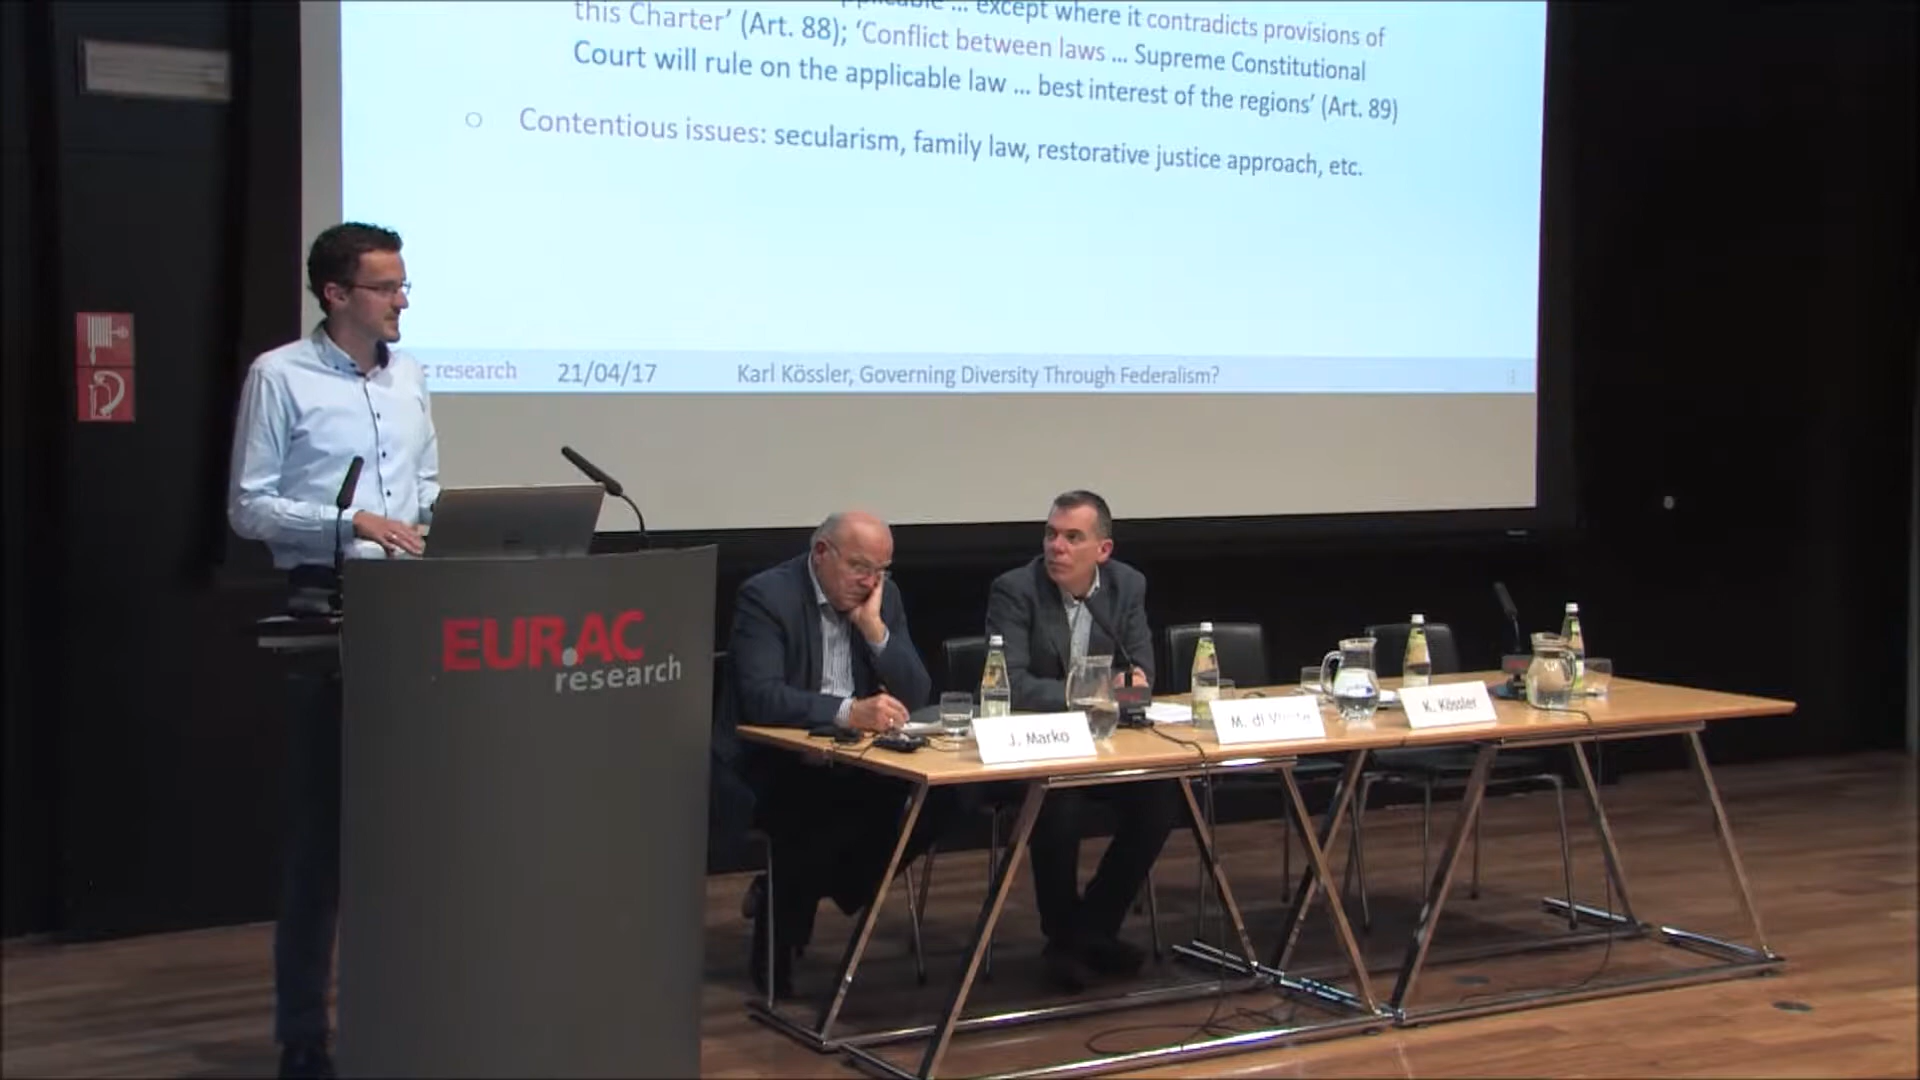 ... except where it contradicts provisions of
this Charter’ (Art. 88); ‘Conflict between laws ... Supreme Constitutional
Court will rule on the applicable law ... best interest of the regions’ (Art. 89)
○ Contentious issues: secularism, family law, restorative justice approach, etc.
research 21/04/17 Karl Kössler, Governing Diversity Through Federalism?
EURAC
research
J. Marko
M. di
K. Kössler